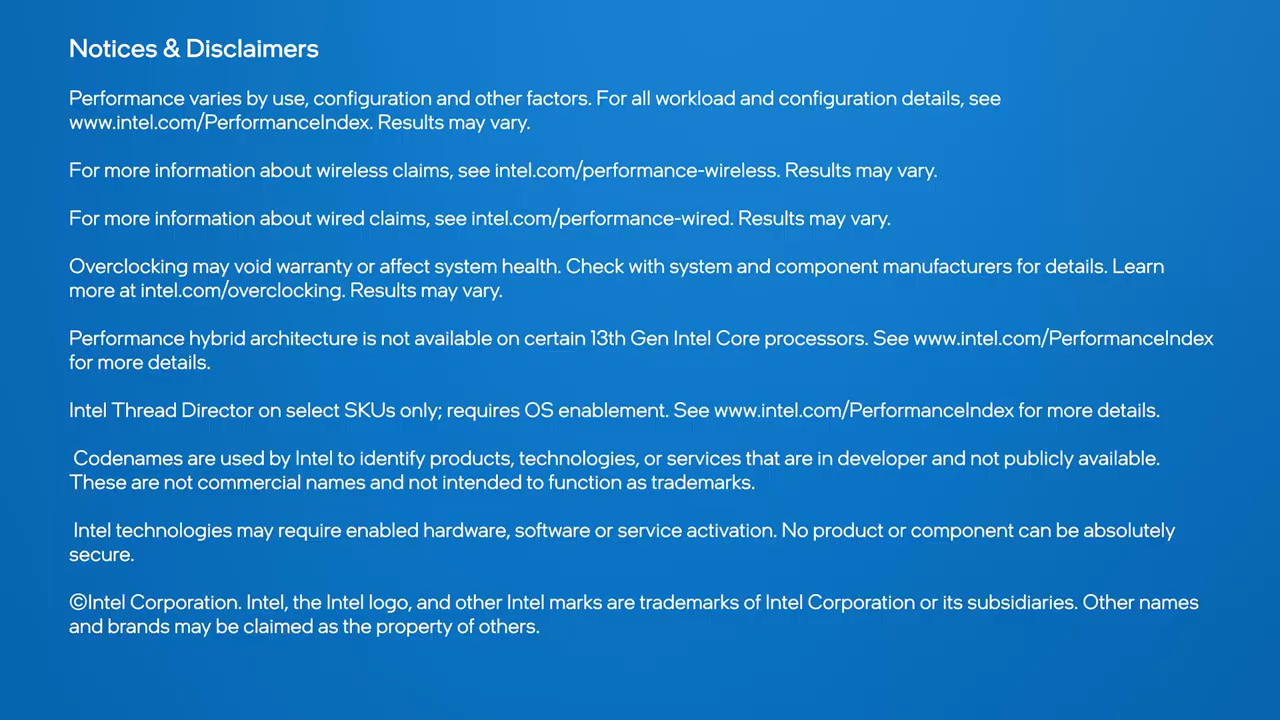 Notices & Disclaimers
Performance varies by use, configuration and other factors. For all workload and configuration details, see
www.intel.com/PerformanceIndex. Results may vary.
For more information about wireless claims, see intel.com/performance-wireless. Results may vary.
For more information about wired claims, see intel.com/performance-wired. Results may vary.
Overclocking may void warranty or affect system health. Check with system and component manufacturers for details. Learn
more at intel.com/overclocking. Results may vary.
Performance hybrid architecture is not available on certain 13th Gen Intel Core processors. See www.intel.com/PerformanceIndex
for more details.
Intel Thread Director on select SKUs only; requires OS enablement. See www.intel.com/PerformanceIndex for more details.
Codenames are used by Intel to identify products, technologies, or services that are in developer and not publicly available.
These are not commercial names and not intended to function as trademarks.
Intel technologies may require enabled hardware, software or service activation. No product or component can be absolutely
secure.
©Intel Corporation. Intel, the Intel logo, and other Intel marks are trademarks of Intel Corporation or its subsidiaries. Other names
and brands may be claimed as the property of others.